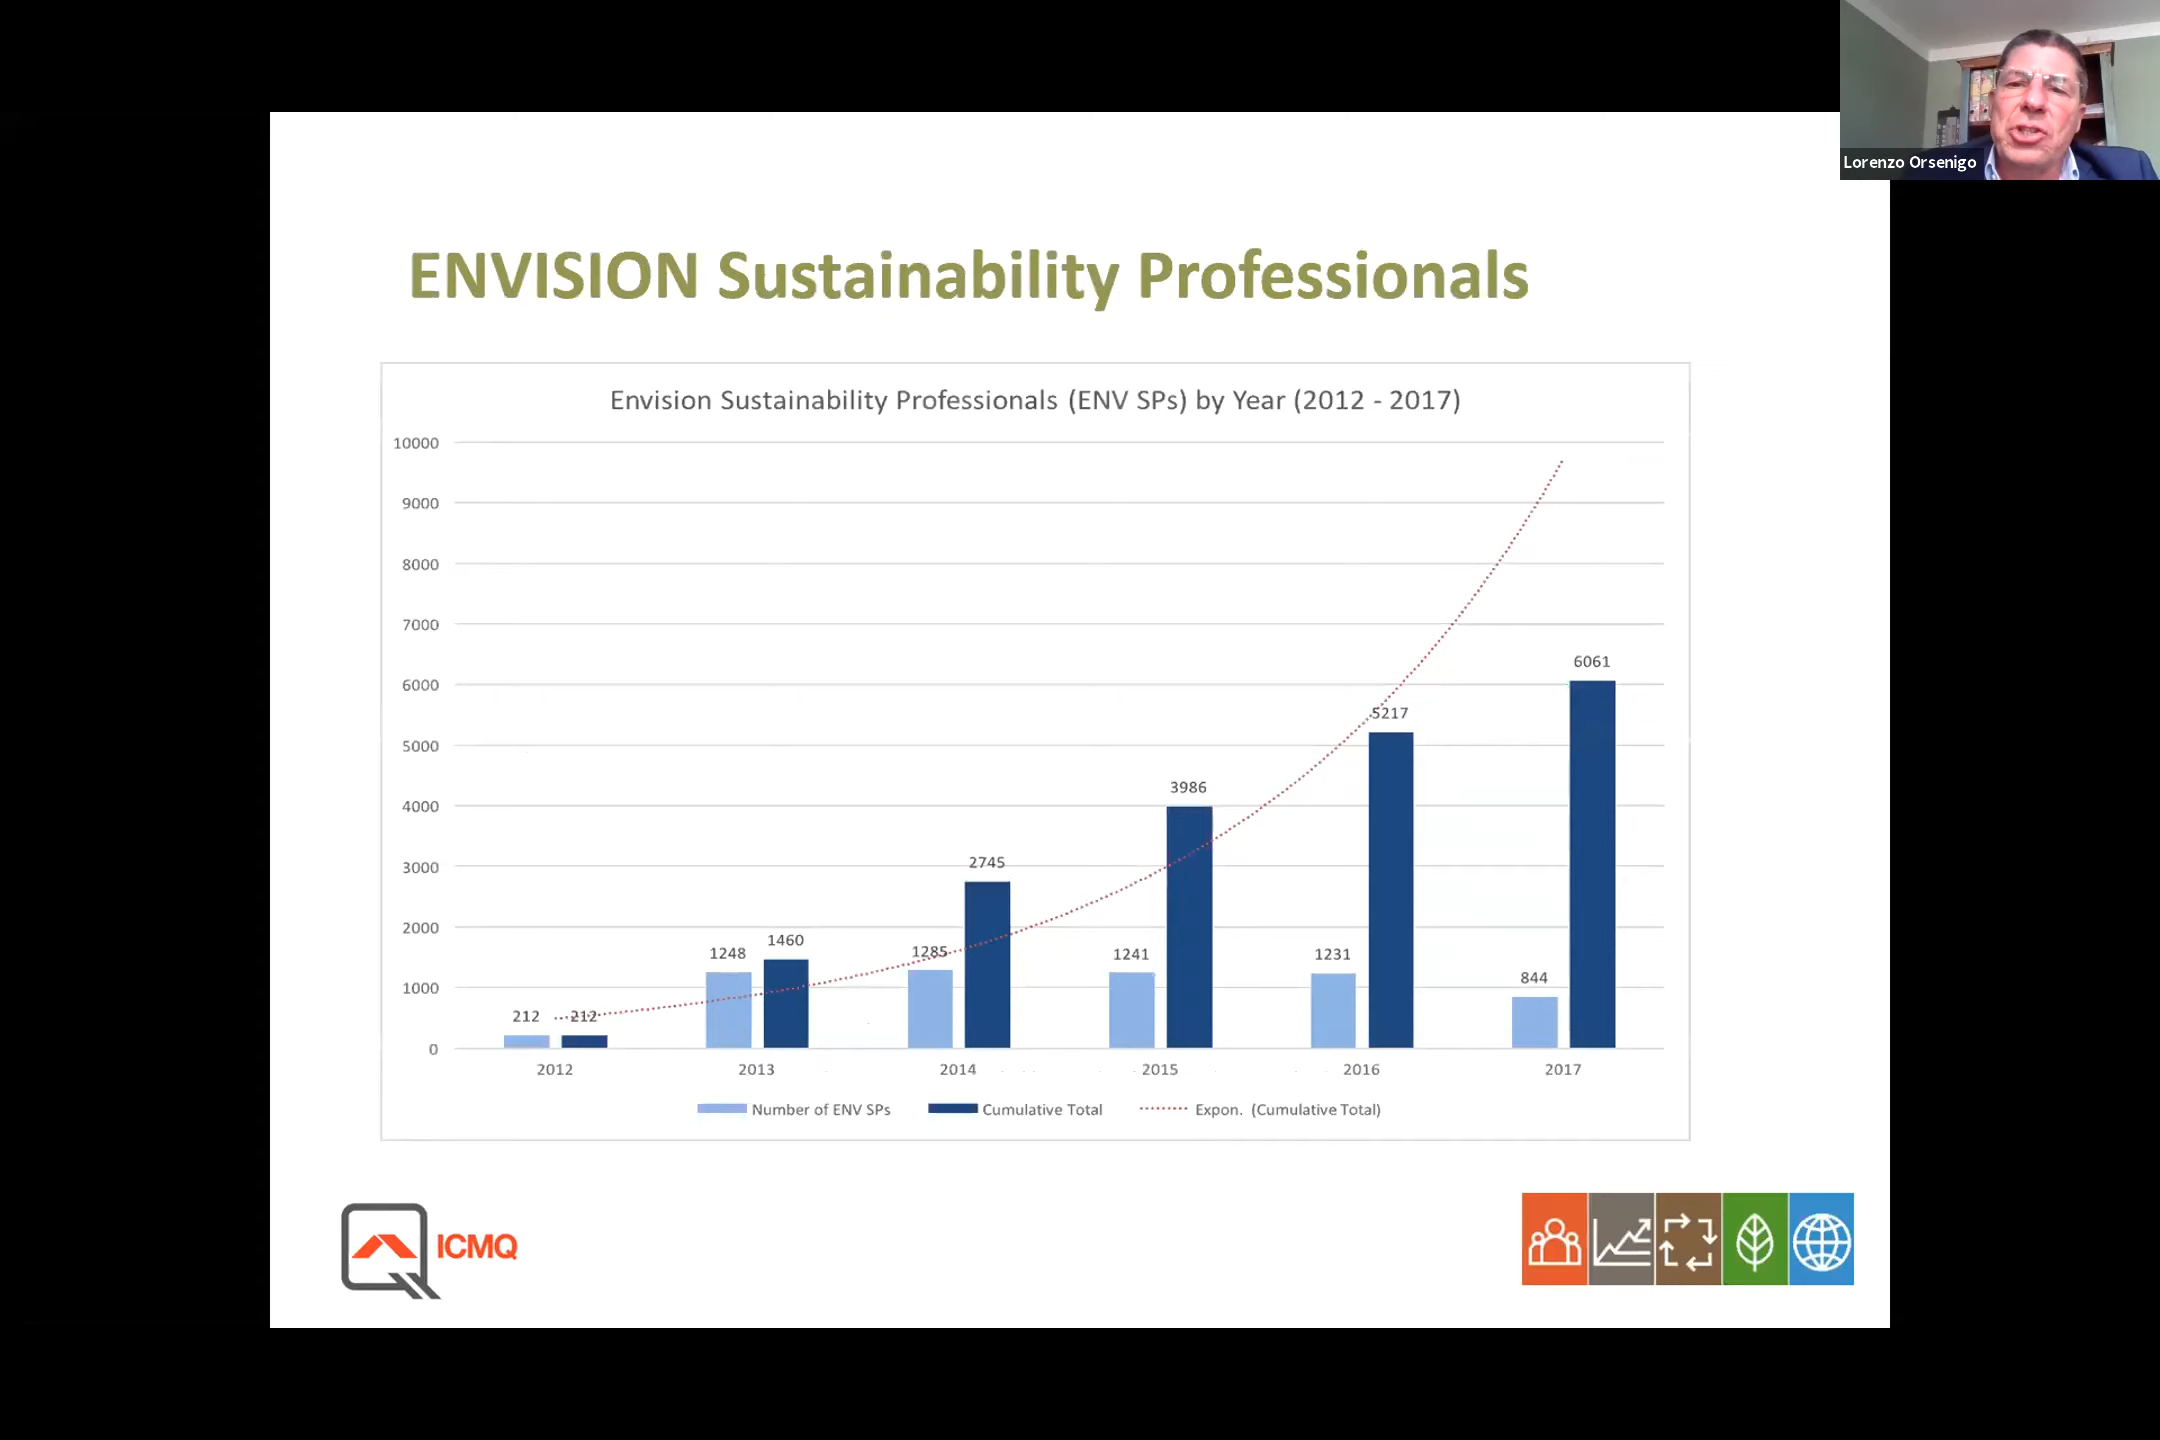 Lorenzo Orsenigo
ENVISION Sustainability Professionals
Envision Sustainability Professionals (ENV SPs) by Year (2012 - 2017)
10000
9000
8000
7000
6000
5000
4000
3000
2000
1000
0
212 212
1248 1460
1285 2745
1241 3986
1231 5217
844 6061
2012 2013 2014 2015 2016 2017
Number of ENV SPs Cumulative Total Expon. (Cumulative Total)
ICMQ